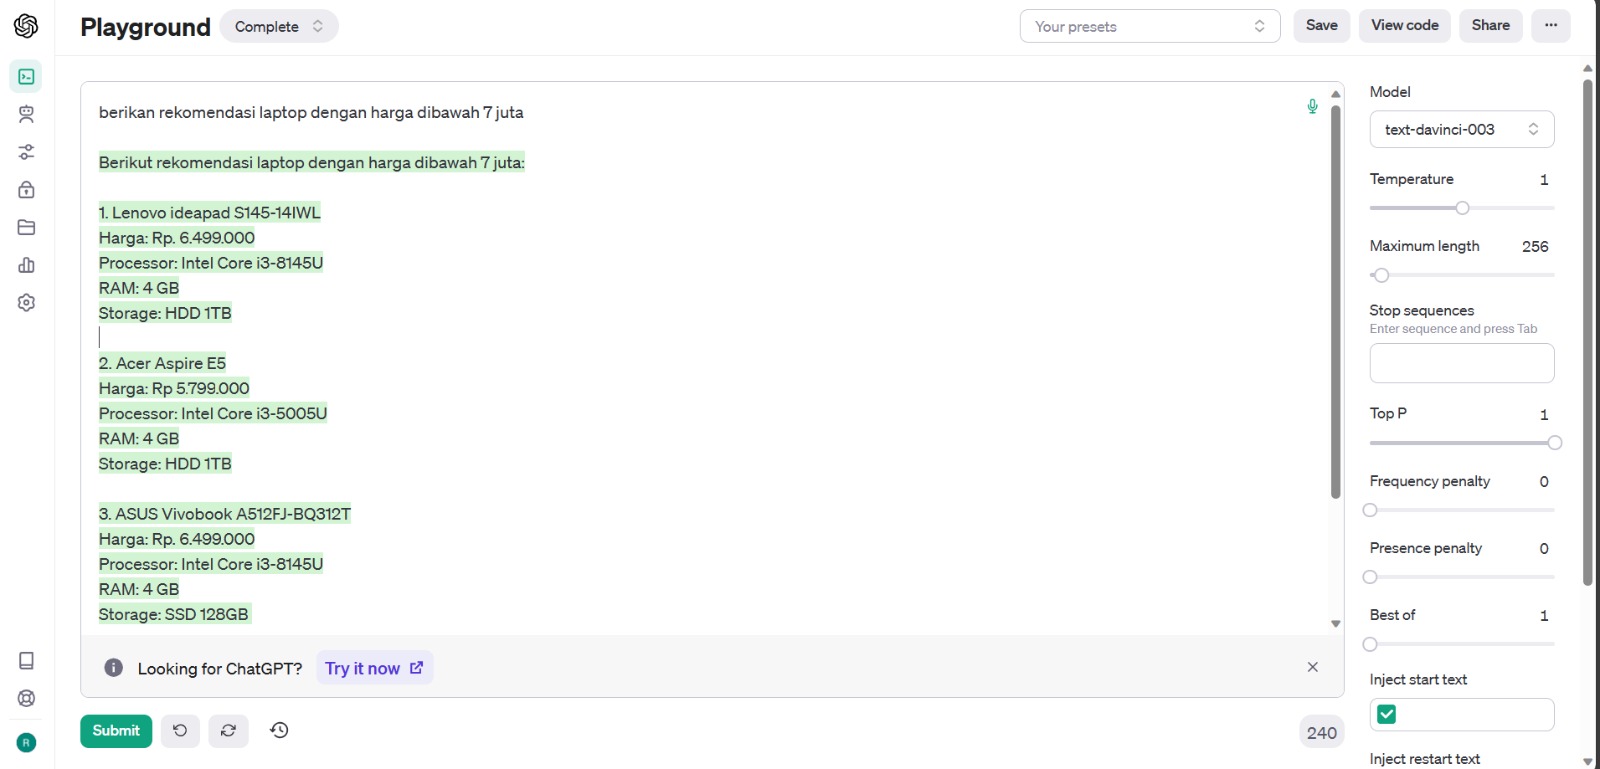 Playground
Complete
Your presets
Save
View code
Share
...
berikan rekomendasi laptop dengan harga dibawah 7 juta
Berikut rekomendasi laptop dengan harga dibawah 7 juta:
1. Lenovo ideapad S145-14IWL
Harga: Rp. 6.499.000
Processor: Intel Core i3-8145U
RAM: 4 GB
Storage: HDD 1TB
2. Acer Aspire E5
Harga: Rp 5.799.000
Processor: Intel Core i3-5005U
RAM: 4 GB
Storage: HDD 1TB
3. ASUS Vivobook A512FJ-BQ312T
Harga: Rp. 6.499.000
Processor: Intel Core i3-8145U
RAM: 4 GB
Storage: SSD 128GB
Looking for ChatGPT? Try it now
Submit
240
R
Model
text-davinci-003
Temperature 1
Maximum length 256
Stop sequences
Enter sequence and press Tab
Top P 1
Frequency penalty 0
Presence penalty 0
Best of 1
Inject start text
Inject restart text